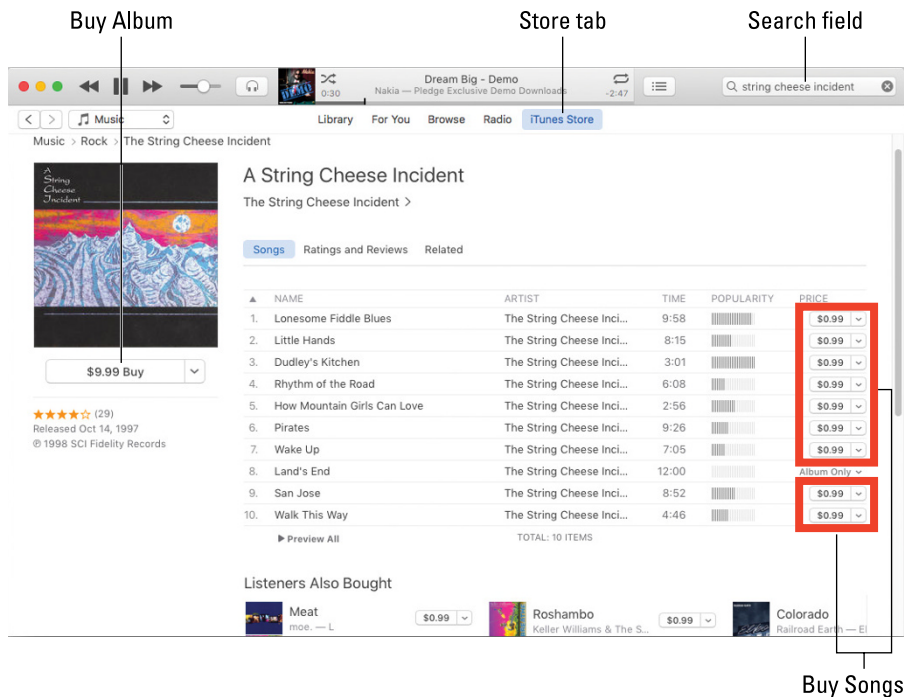 Buy Album
Store tab
Search field
Dream Big - Demo
0:30
Nakia — Pledge Exclusive Demo Downloads
-2:47
string cheese incident
Music
Library For You Browse Radio iTunes Store
Music > Rock > The String Cheese Incident
A
String
Cheese
Incident
A String Cheese Incident
The String Cheese Incident >
Songs Ratings and Reviews Related
NAME ARTIST TIME POPULARITY PRICE
1. Lonesome Fiddle Blues The String Cheese Inci... 9:58 $0.99
2. Little Hands The String Cheese Inci... 8:15 $0.99
3. Dudley's Kitchen The String Cheese Inci... 3:01 $0.99
4. Rhythm of the Road The String Cheese Inci... 6:08 $0.99
5. How Mountain Girls Can Love The String Cheese Inci... 2:56 $0.99
6. Pirates The String Cheese Inci... 9:26 $0.99
7. Wake Up The String Cheese Inci... 7:05 $0.99
8. Land's End The String Cheese Inci... 12:00 Album Only
9. San Jose The String Cheese Inci... 8:52 $0.99
10. Walk This Way The String Cheese Inci... 4:46 $0.99
Preview All TOTAL: 10 ITEMS
$9.99 Buy
(29)
Released Oct 14, 1997
℗ 1998 SCI Fidelity Records
Listeners Also Bought
Meat
moe. — L
$0.99
Roshambo
Keller Williams & The S...
$0.99
Colorado
Railroad Earth — El
Buy Songs